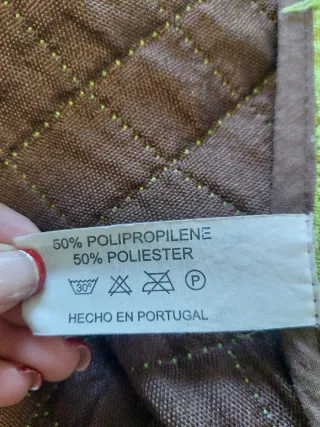 50% POLIPROPILENE
50% POLIESTER
30°
P
HECHO EN PORTUGAL